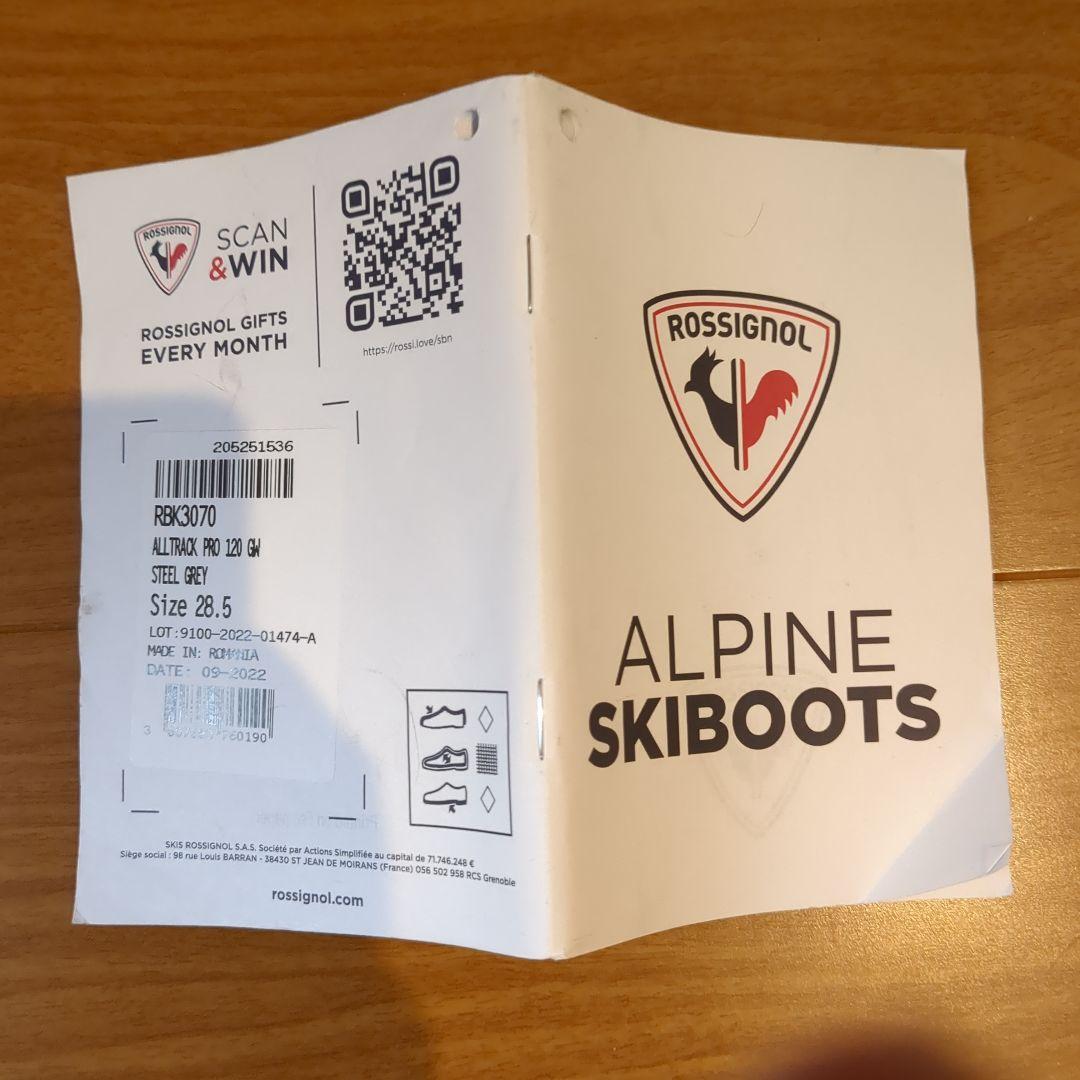 ROSSIGNOL
SCAN
&WIN
ROSSIGNOL GIFTS
EVERY MONTH
https://rossi.love/sbn
205251536
RBK3070
ALLTRACK PRO 120 GW
STEEL GREY
Size 28.5
LOT:9100-2022-01474-A
MADE IN: ROMANIA
DATE: 09-2022
SKIS ROSSIGNOL S.A.S. Société par Actions Simplifiée au capital de 71.746.248 €
Siège social : 98 rue Louis BARRAN - 38430 ST JEAN DE MOIRANS (France) 056 502 958 RCS Grenoble
rossignol.com
ROSSIGNOL
ALPINE
SKIBOOTS